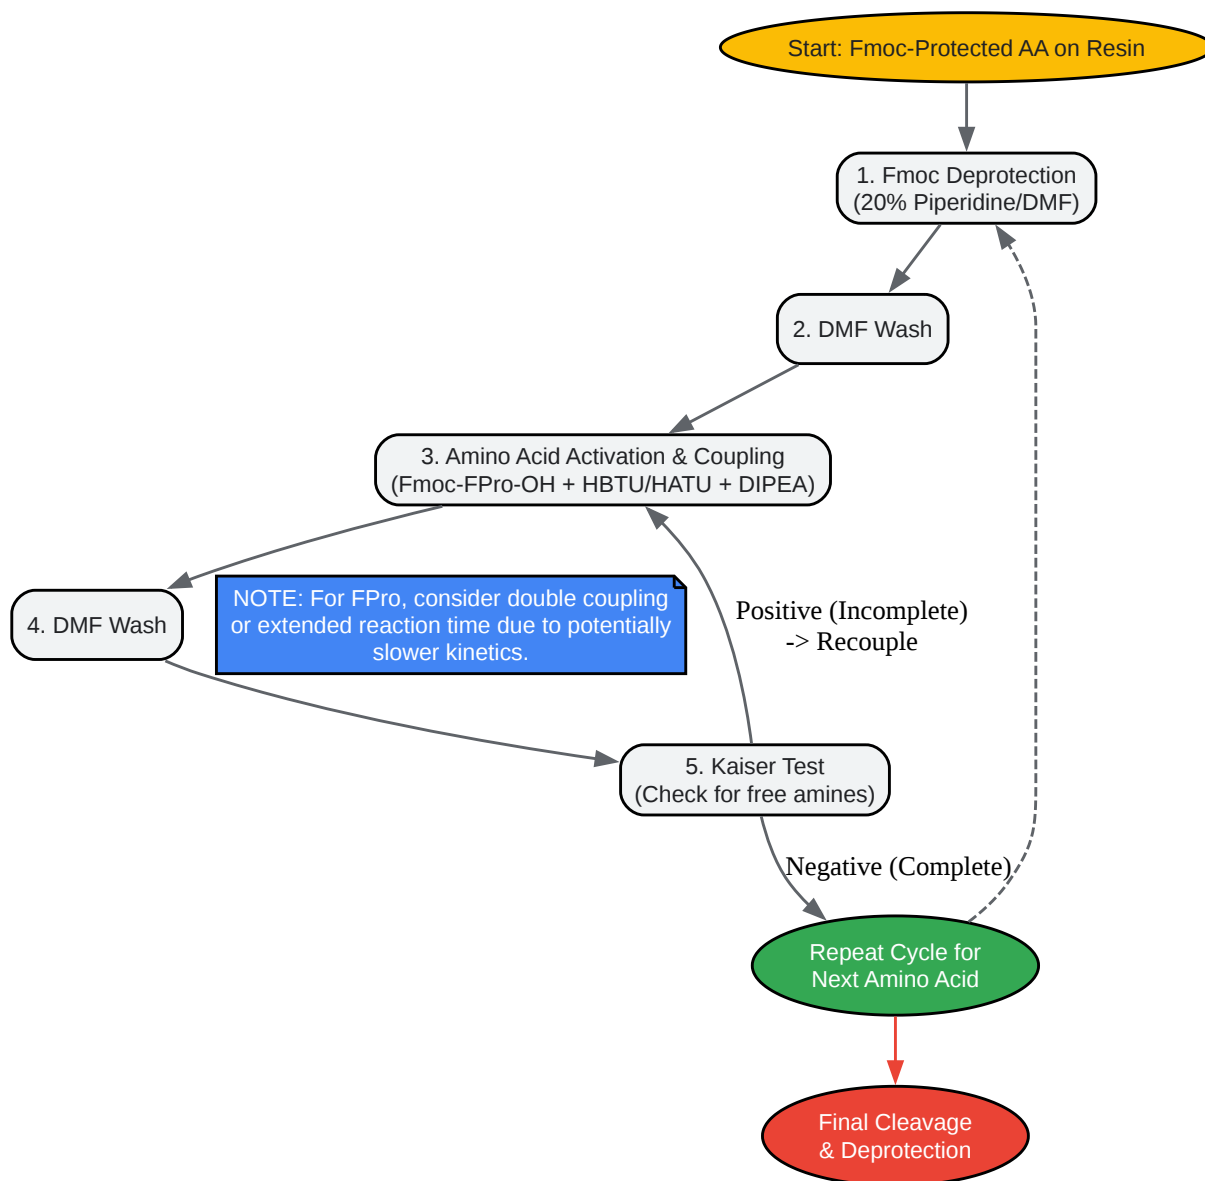 Start: Fmoc-Protected AA on Resin
1. Fmoc Deprotection
(20% Piperidine/DMF)
2. DMF Wash
3. Amino Acid Activation & Coupling
(Fmoc-FPro-OH + HBTU/HATU + DIPEA)
4. DMF Wash
NOTE: For FPro, consider double coupling
or extended reaction time due to potentially
slower kinetics.
Positive (Incomplete)
-> Recouple
5. Kaiser Test
(Check for free amines)
Negative (Complete)
Repeat Cycle for
Next Amino Acid
Final Cleavage
& Deprotection